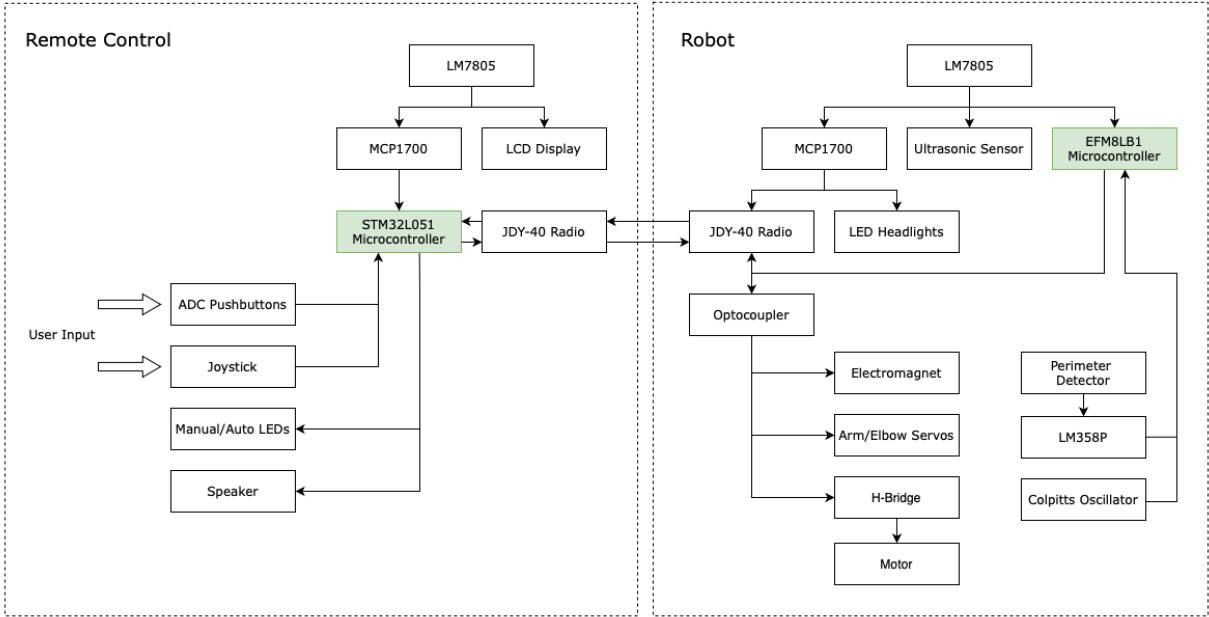 Remote Control
LM7805
MCP1700
LCD Display
STM32L051
Microcontroller
JDY-40 Radio
User Input
ADC Pushbuttons
Joystick
Manual/Auto LEDs
Speaker
Robot
LM7805
MCP1700
Ultrasonic Sensor
EFM8LB1
Microcontroller
JDY-40 Radio
LED Headlights
Optocoupler
Electromagnet
Arm/Elbow Servos
H-Bridge
Motor
Perimeter
Detector
LM358P
Colpitts Oscillator